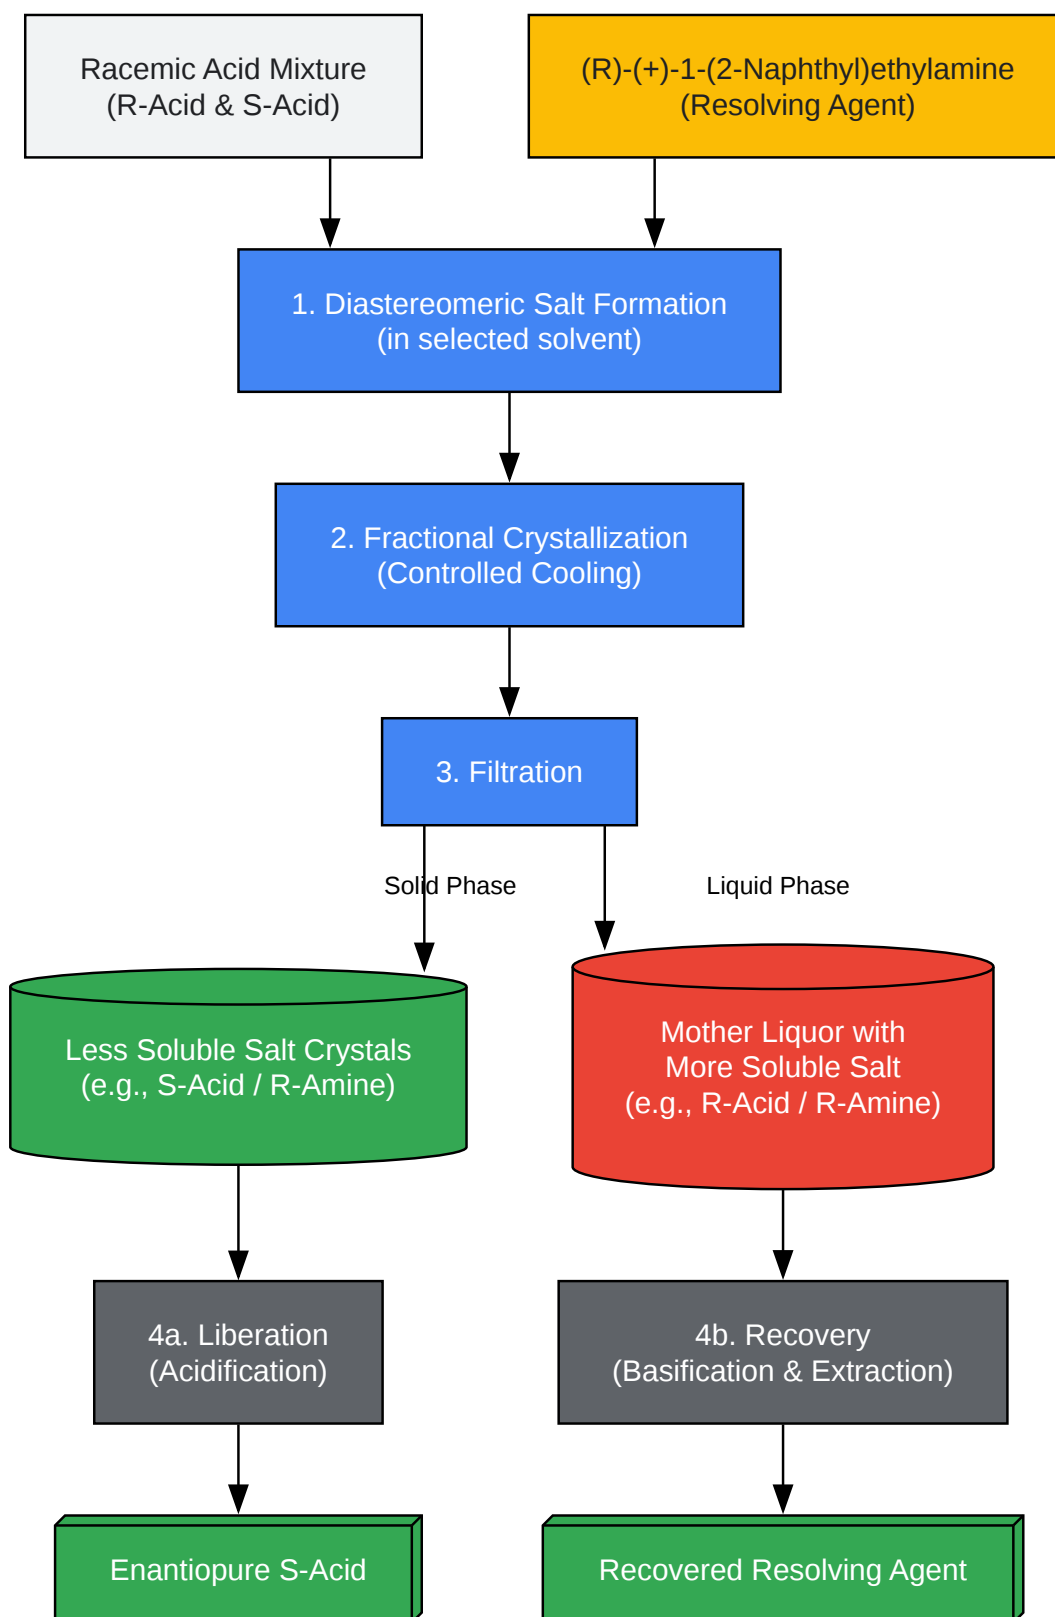 Racemic Acid Mixture
(R-Acid & S-Acid)
(R)-(+)-1-(2-Naphthyl)ethylamine
(Resolving Agent)
1. Diastereomeric Salt Formation
(in selected solvent)
2. Fractional Crystallization
(Controlled Cooling)
3. Filtration
Solid Phase
Liquid Phase
Less Soluble Salt Crystals
(e.g., S-Acid / R-Amine)
Mother Liquor with
More Soluble Salt
(e.g., R-Acid / R-Amine)
4a. Liberation
(Acidification)
4b. Recovery
(Basification & Extraction)
Enantiopure S-Acid
Recovered Resolving Agent